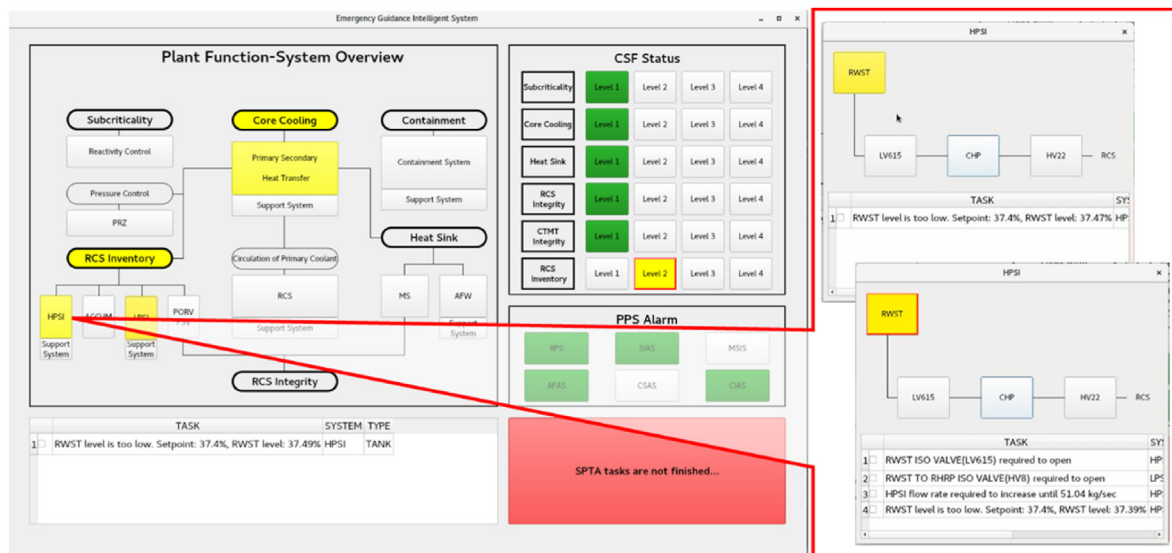 Emergency Guidance Intelligent System
Plant Function-System Overview
Subcriticality
Reactivity Control
Pressure Control
PRZ
RCS Inventory
HPSI
Support
System
ACCUM
LPSI
Support
System
PORV
PSV
Core Cooling
Primary Secondary
Heat Transfer
Support System
Circulation of Primary Coolant
RCS
Support System
RCS Integrity
Containment
Containment System
Support System
Heat Sink
MS
AFW
Support
System
CSF Status
Subcriticality Level 1 Level 2 Level 3 Level 4
Core Cooling Level 1 Level 2 Level 3 Level 4
Heat Sink Level 1 Level 2 Level 3 Level 4
RCS
Integrity Level 1 Level 2 Level 3 Level 4
CTMT
Integrity Level 1 Level 2 Level 3 Level 4
RCS
Inventory Level 1 Level 2 Level 3 Level 4
PPS Alarm
RPS SIAS MSIS
AFAS CSAS CIAS
TASK SYSTEM TYPE
1 RWST level is too low. Setpoint: 37.4%, RWST level: 37.49% HPSI TANK
SPTA tasks are not finished...
HPSI
RWST
LV615 CHP HV22 RCS
TASK SY
1 RWST level is too low. Setpoint: 37.4%, RWST level: 37.47% HP
HPSI
RWST
LV615 CHP HV22 RCS
TASK SY
1 RWST ISO VALVE(LV615) required to open HP
2 RWST TO RHRP ISO VALVE(HV8) required to open LPS
3 HPSI flow rate required to increase until 51.04 kg/sec HP
4 RWST level is too low. Setpoint: 37.4%, RWST level: 37.39% HP